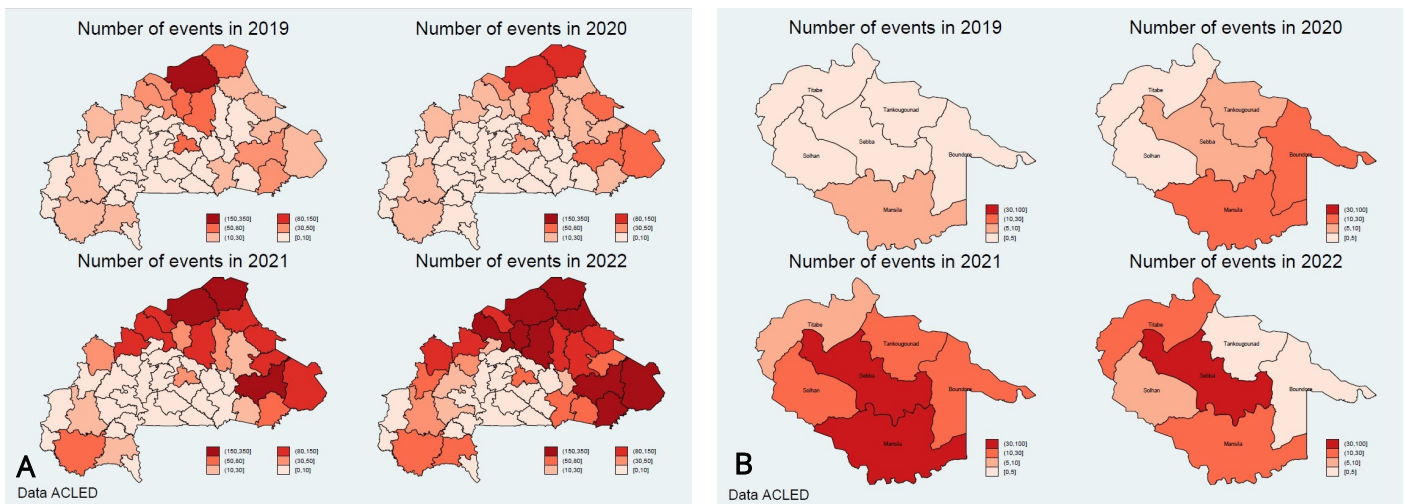 Number of events in 2019
(150,350]
(80,150]
(50,80]
(30,50]
(10,30]
[0,10]
Number of events in 2020
(150,350]
(80,150]
(50,80]
(30,50]
(10,30]
[0,10]
Number of events in 2021
(150,350]
(80,150]
(50,80]
(30,50]
(10,30]
[0,10]
Number of events in 2022
(150,350]
(80,150]
(50,80]
(30,50]
(10,30]
[0,10]
A
Data ACLED
Number of events in 2019
Titabe
Tankougounad
Sebba
Solhan
Boundore
Mansila
(30,100]
(10,30]
(5,10]
[0,5]
Number of events in 2020
Titabe
Tankougounad
Sebba
Solhan
Boundore
Mansila
(30,100]
(10,30]
(5,10]
[0,5]
Number of events in 2021
Titabe
Tankougounad
Sebba
Solhan
Boundore
Mansila
(30,100]
(10,30]
(5,10]
[0,5]
Number of events in 2022
Titabe
Tankougounad
Sebba
Solhan
Boundore
Mansila
(30,100]
(10,30]
(5,10]
[0,5]
B
Data ACLED